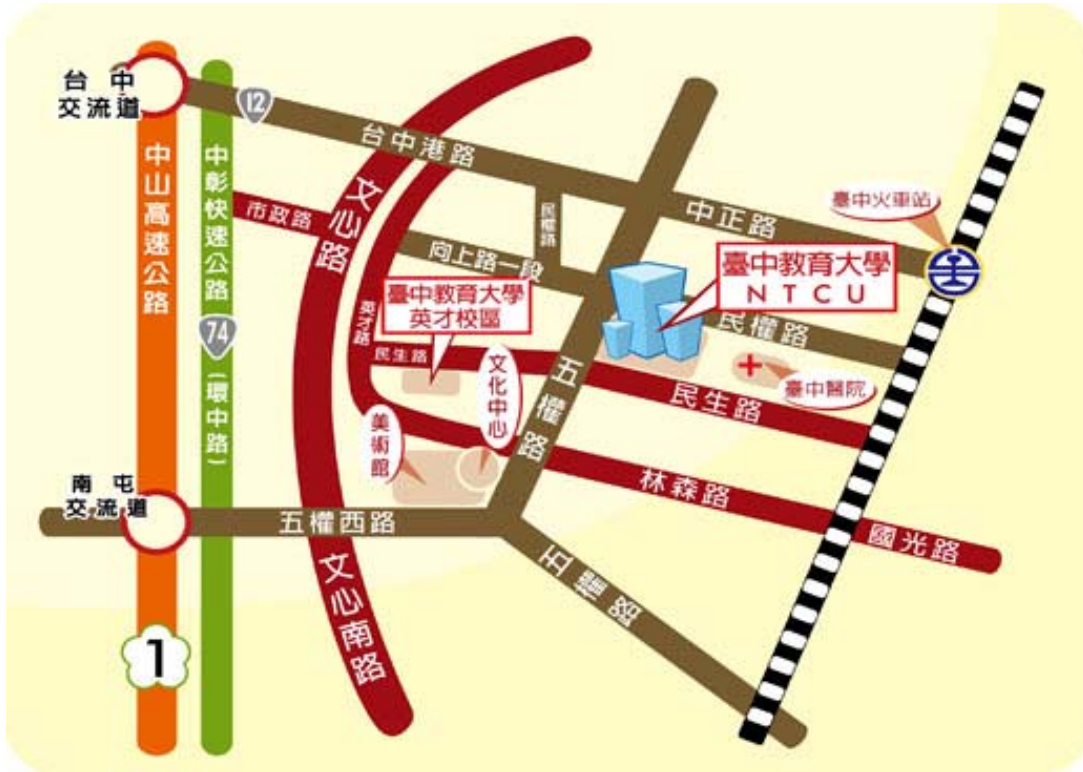 台中
交流道
12
台中港路
中山高速公路
中彰快速公路
74
(環中路)
市政路
文心路
向上路一段
民權路
中正路
臺中火車站
臺中教育大學
NTCU
臺中教育大學
英才校區
英才路
民生路
文化中心
美術館
五權路
民權路
臺中醫院
民生路
林森路
國光路
南屯
交流道
五權西路
文心南路
五權路
1